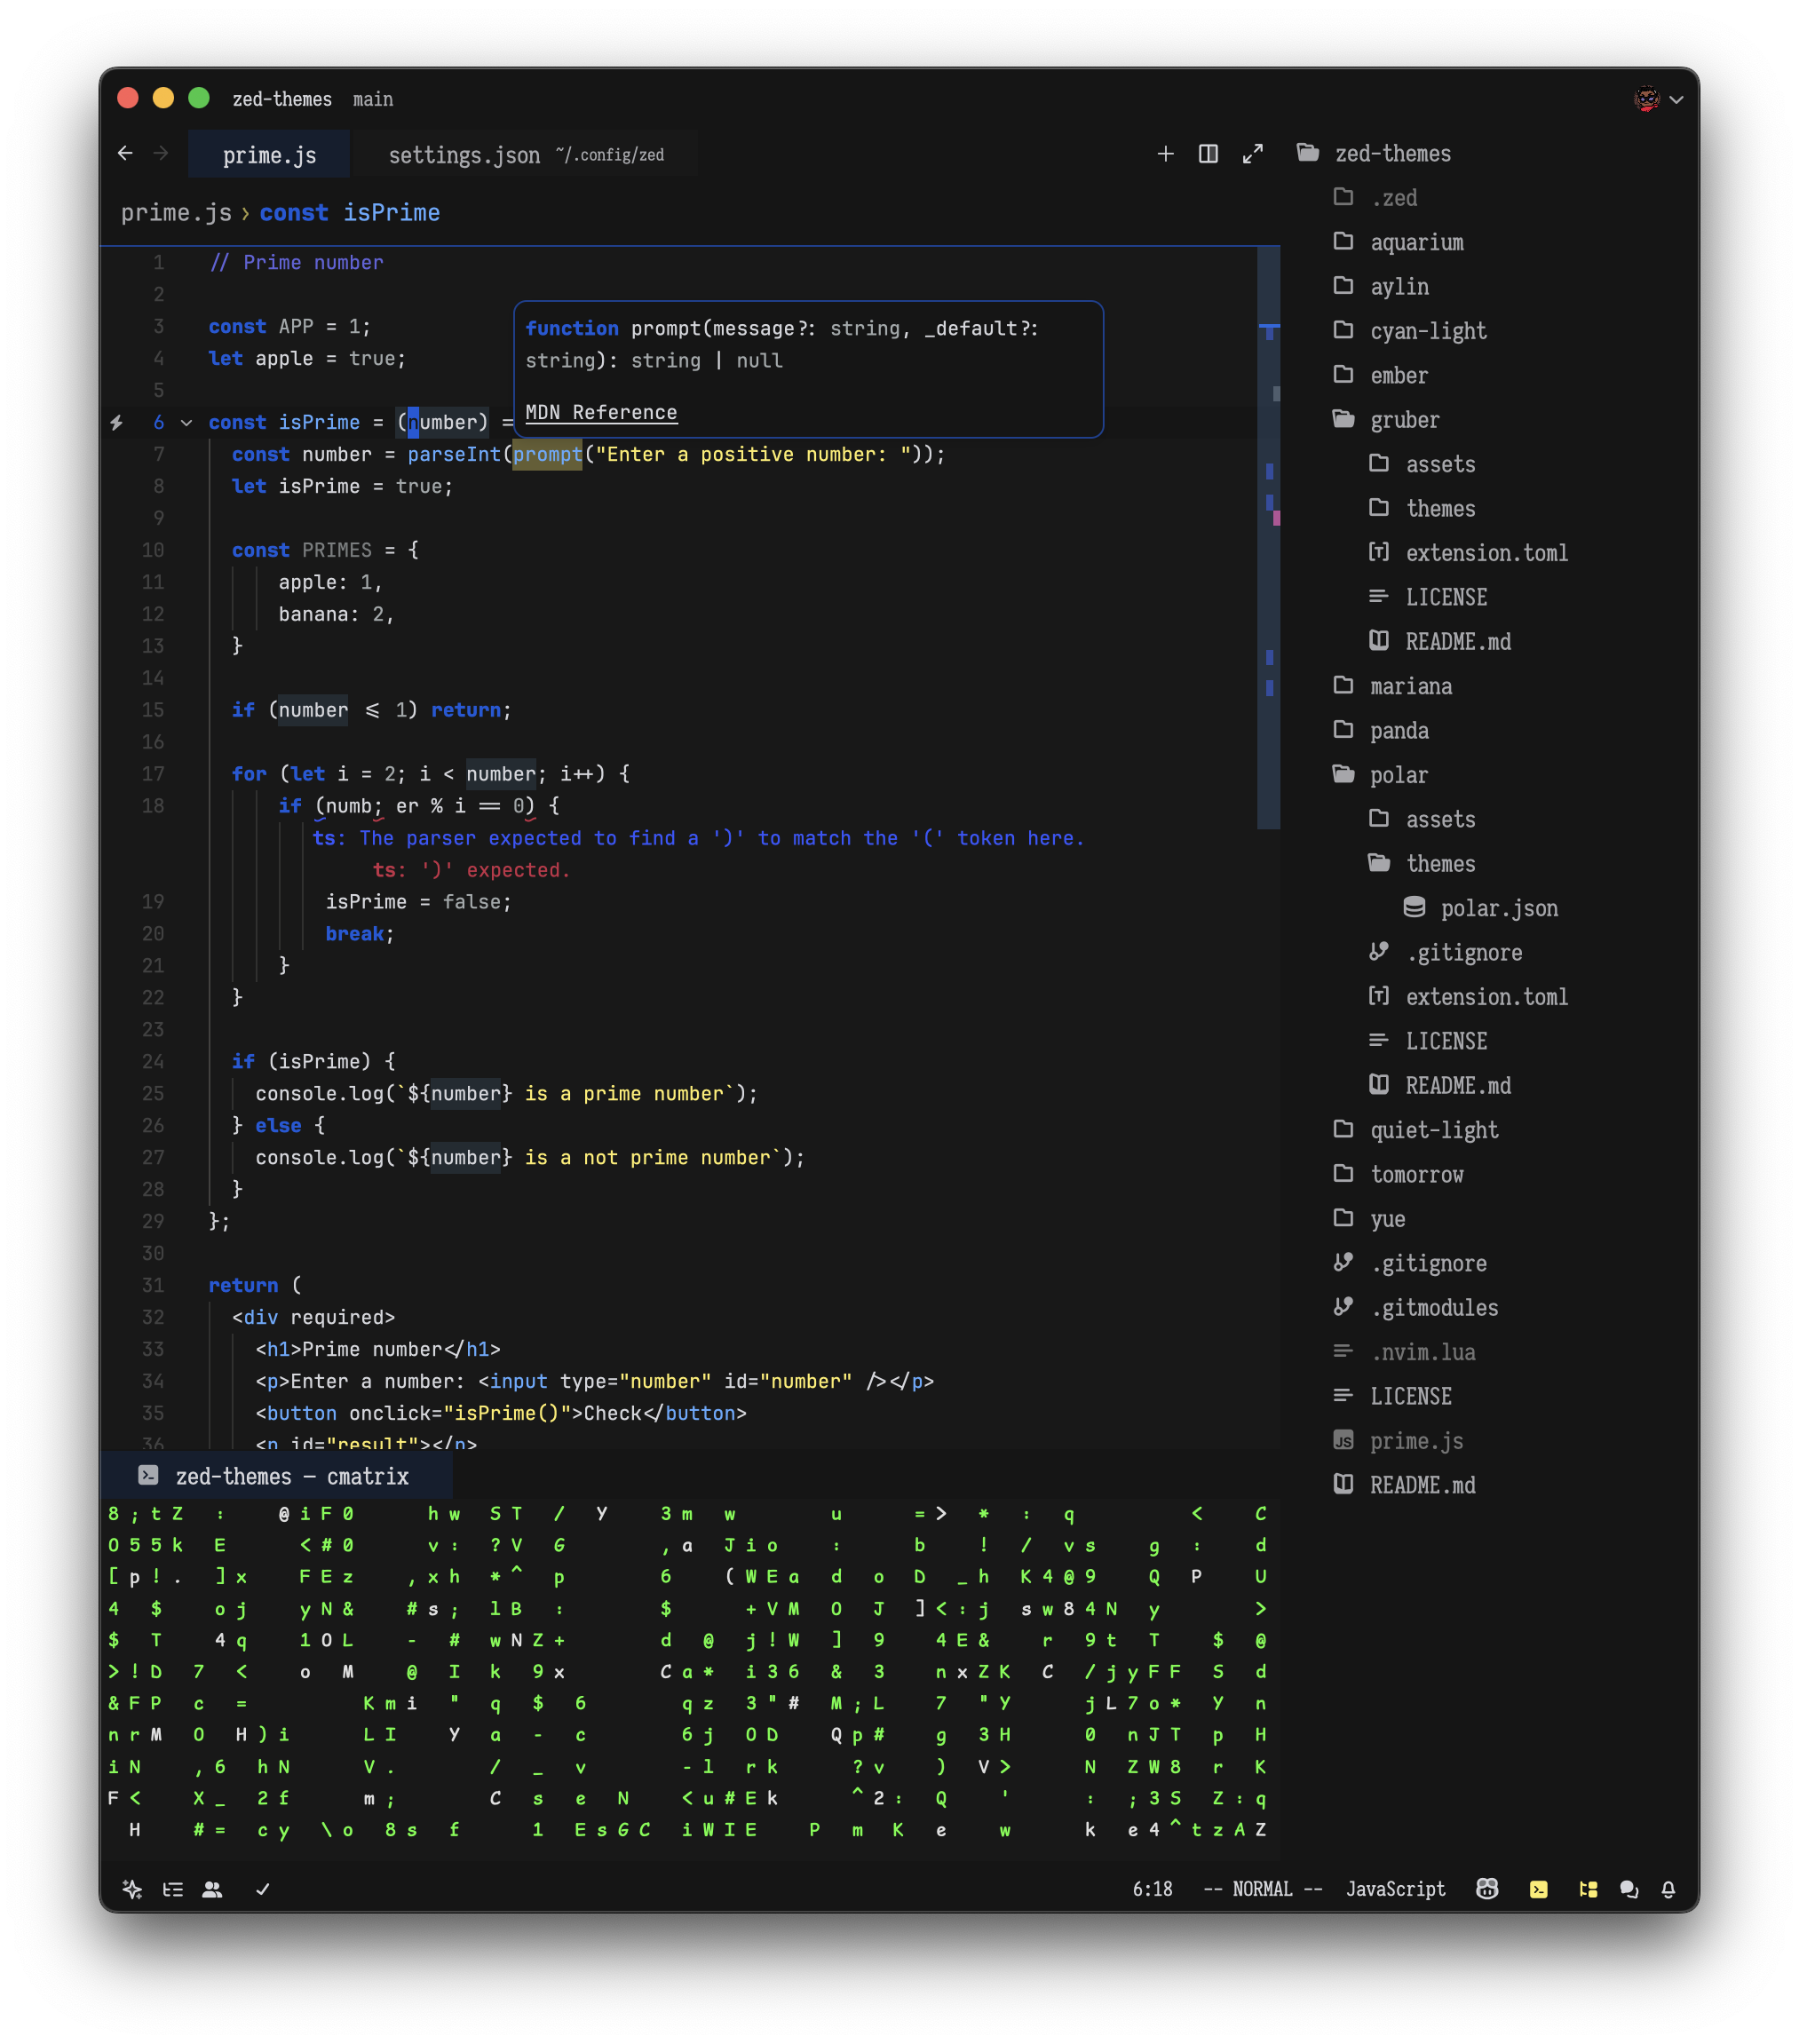 zed-themes main
prime.js settings.json ~/.config/zed
prime.js › const isPrime
1 // Prime number
2
3 const APP = 1;
4 let apple = true;
5
6 const isPrime = (number) =
function prompt(message?: string, _default?:
string): string | null
MDN Reference
7 const number = parseInt(prompt("Enter a positive number: "));
8 let isPrime = true;
9
10 const PRIMES = {
11 apple: 1,
12 banana: 2,
13 }
14
15 if (number <= 1) return;
16
17 for (let i = 2; i < number; i++) {
18 if (numb; er % i == 0) {
ts: The parser expected to find a ')' to match the '(' token here.
ts: ')' expected.
19 isPrime = false;
20 break;
21 }
22 }
23
24 if (isPrime) {
25 console.log(`${number} is a prime number`);
26 } else {
27 console.log(`${number} is a not prime number`);
28 }
29 };
30
31 return (
32 <div required>
33 <h1>Prime number</h1>
34 <p>Enter a number: <input type="number" id="number" /></p>
35 <button onclick="isPrime()">Check</button>
36 <p id="result"></p>
zed-themes — cmatrix
8 ; t Z : @ i F 0 h w S T / Y 3 m w u = > * : q < C
O 5 5 k E < # 0 v : ? V G , a J i o : b ! / v s g : d
[ p ! . ] x F E z , x h * ^ p 6 ( W E a d o D _ h K 4 @ 9 Q P U
4 $ o j y N & # s ; l B : $ + V M O J ] < : j s w 8 4 N y >
$ T 4 q 1 O L - # w N Z + d @ j ! W ] 9 4 E & r 9 t T $ @
> ! D 7 < o M @ I k 9 x C a * i 3 6 & 3 n x Z K C / j y F F S d
& F P c = K m i " q $ 6 q z 3 " # M ; L 7 " Y j L 7 o * Y n
n r M O H ) i L I Y a - c 6 j O D Q p # g 3 H 0 n J T p H
i N , 6 h N V . / _ v - l r k ? v ) V > N Z W 8 r K
F < X _ 2 f m ; C s e N < u # E k ^ 2 : Q ' : ; 3 S Z : q
H # = c y \ o 8 s f 1 E s G C i W I E P m K e w k e 4 ^ t z A Z
6:18 -- NORMAL -- JavaScript
zed-themes
.zed
aquarium
aylin
cyan-light
ember
gruber
assets
themes
extension.toml
LICENSE
README.md
mariana
panda
polar
assets
themes
polar.json
.gitignore
extension.toml
LICENSE
README.md
quiet-light
tomorrow
yue
.gitignore
.gitmodules
.nvim.lua
LICENSE
JS prime.js
README.md